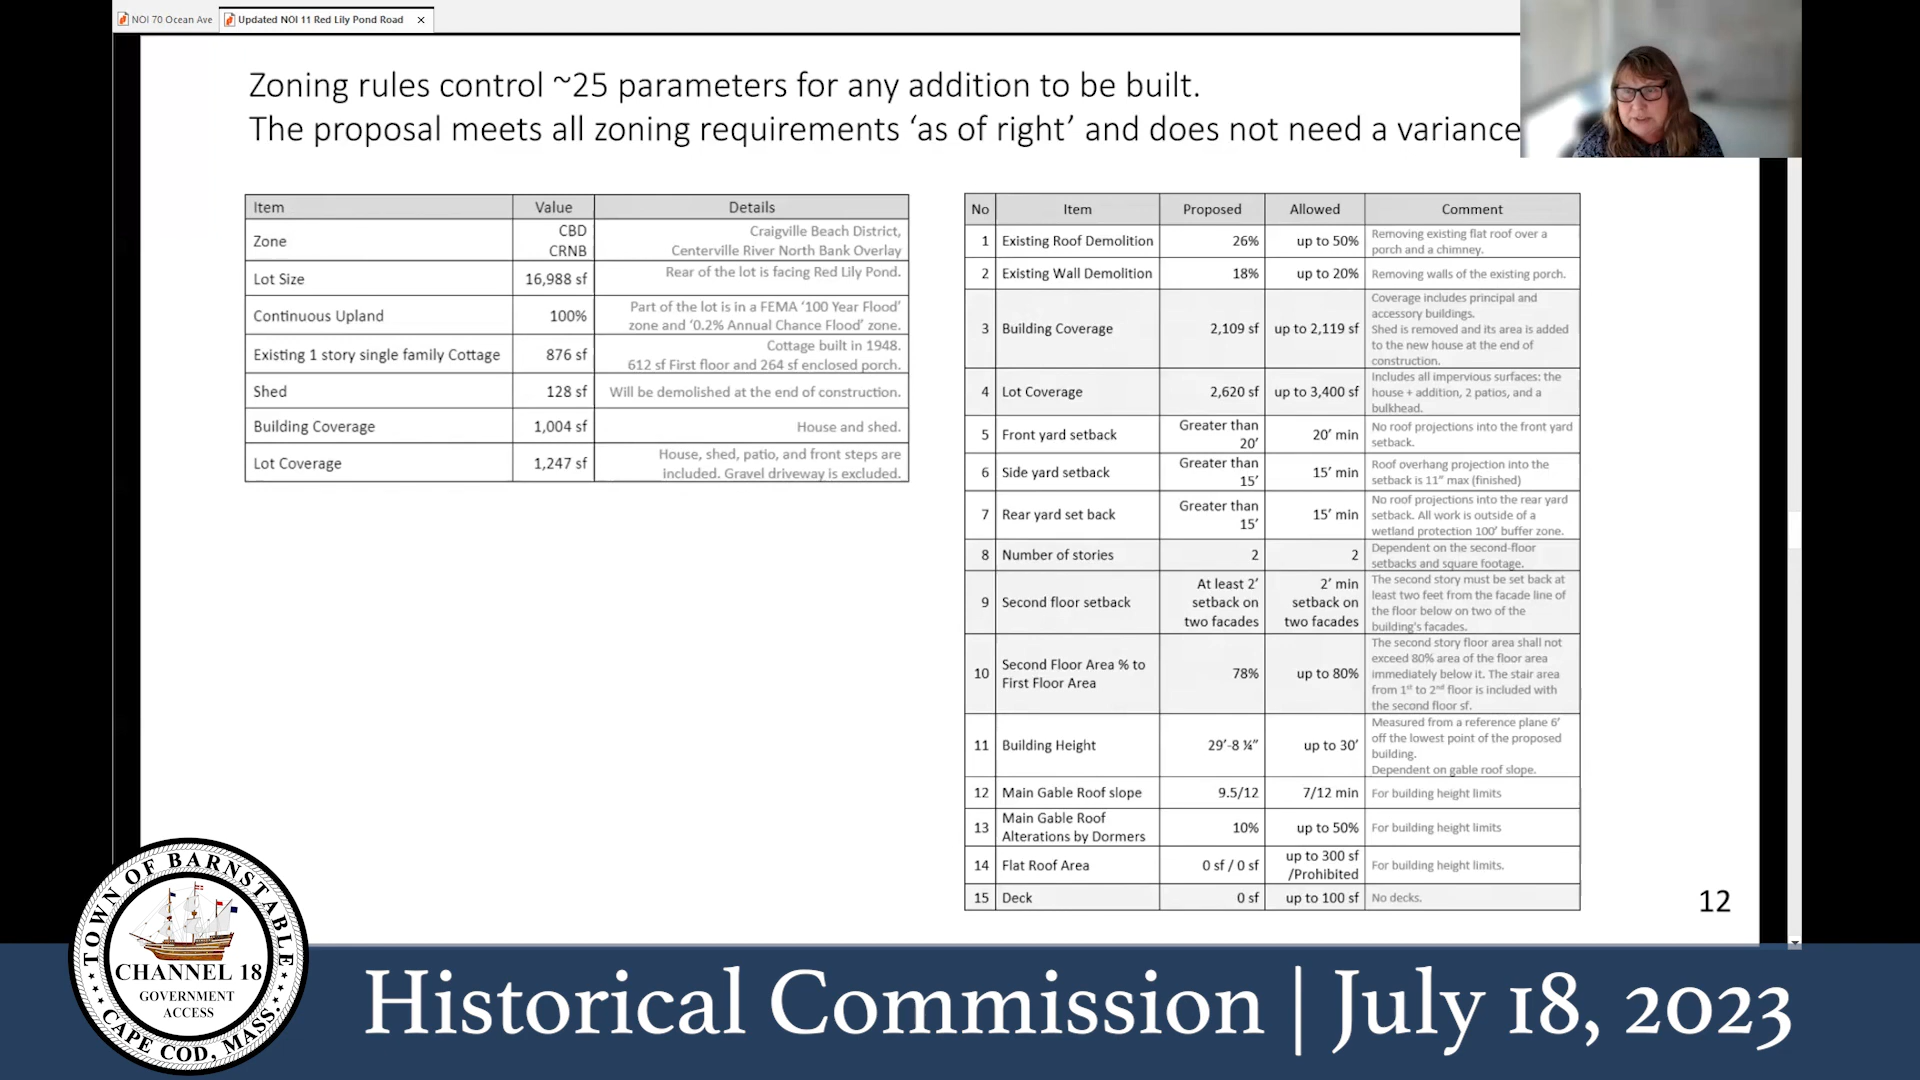 NOI 70 Ocean Ave
Updated NOI 11 Red Lily Pond Road
Zoning rules control ~25 parameters for any addition to be built.
The proposal meets all zoning requirements ‘as of right’ and does not need a variance
Item Value Details
Zone CBD CRNB Craigville Beach District,
Centerville River North Bank Overlay
Lot Size 16,988 sf Rear of the lot is facing Red Lily Pond.
Continuous Upland 100% Part of the lot is in a FEMA ‘100 Year Flood’
zone and ‘0.2% Annual Chance Flood’ zone.
Existing 1 story single family Cottage 876 sf Cottage built in 1948.
612 sf First floor and 264 sf enclosed porch.
Shed 128 sf Will be demolished at the end of construction.
Building Coverage 1,004 sf House and shed.
Lot Coverage 1,247 sf House, shed, patio, and front steps are
included. Gravel driveway is excluded.
No Item Proposed Allowed Comment
1 Existing Roof Demolition 26% up to 50% Removing existing flat roof over a
porch and a chimney.
2 Existing Wall Demolition 18% up to 20% Removing walls of the existing porch.
3 Building Coverage 2,109 sf up to 2,119 sf Coverage includes principal and
accessory buildings.
Shed is removed and its area is added
to the new house at the end of
construction.
4 Lot Coverage 2,620 sf up to 3,400 sf Includes all impervious surfaces: the
house + addition, 2 patios, and a
bulkhead.
5 Front yard setback Greater than 20’ 20’ min No roof projections into the front yard
setback.
6 Side yard setback Greater than 15’ 15’ min Roof overhang projection into the
setback is 11” max (finished)
7 Rear yard set back Greater than 15’ 15’ min No roof projections into the rear yard
setback. All work is outside of a
wetland protection 100’ buffer zone.
8 Number of stories 2 2 Dependent on the second-floor
setbacks and square footage.
9 Second floor setback At least 2’ setback on two facades 2’ min setback on two facades The second story must be set back at
least two feet from the facade line of
the floor below on two of the
building's facades.
10 Second Floor Area % to First Floor Area 78% up to 80% The second story floor area shall not
exceed 80% area of the floor area
immediately below it. The stair area
from 1st to 2nd floor is included with
the second floor sf.
11 Building Height 29’-8 ¼” up to 30’ Measured from a reference plane 6’
off the lowest point of the proposed
building.
Dependent on gable roof slope.
12 Main Gable Roof slope 9.5/12 7/12 min For building height limits
13 Main Gable Roof Alterations by Dormers 10% up to 50% For building height limits
14 Flat Roof Area 0 sf / 0 sf up to 300 sf /Prohibited For building height limits.
15 Deck 0 sf up to 100 sf No decks.
12
TOWN OF BARNSTABLE
CHANNEL 18
GOVERNMENT
ACCESS
CAPE COD, MASS.
Historical Commission | July 18, 2023